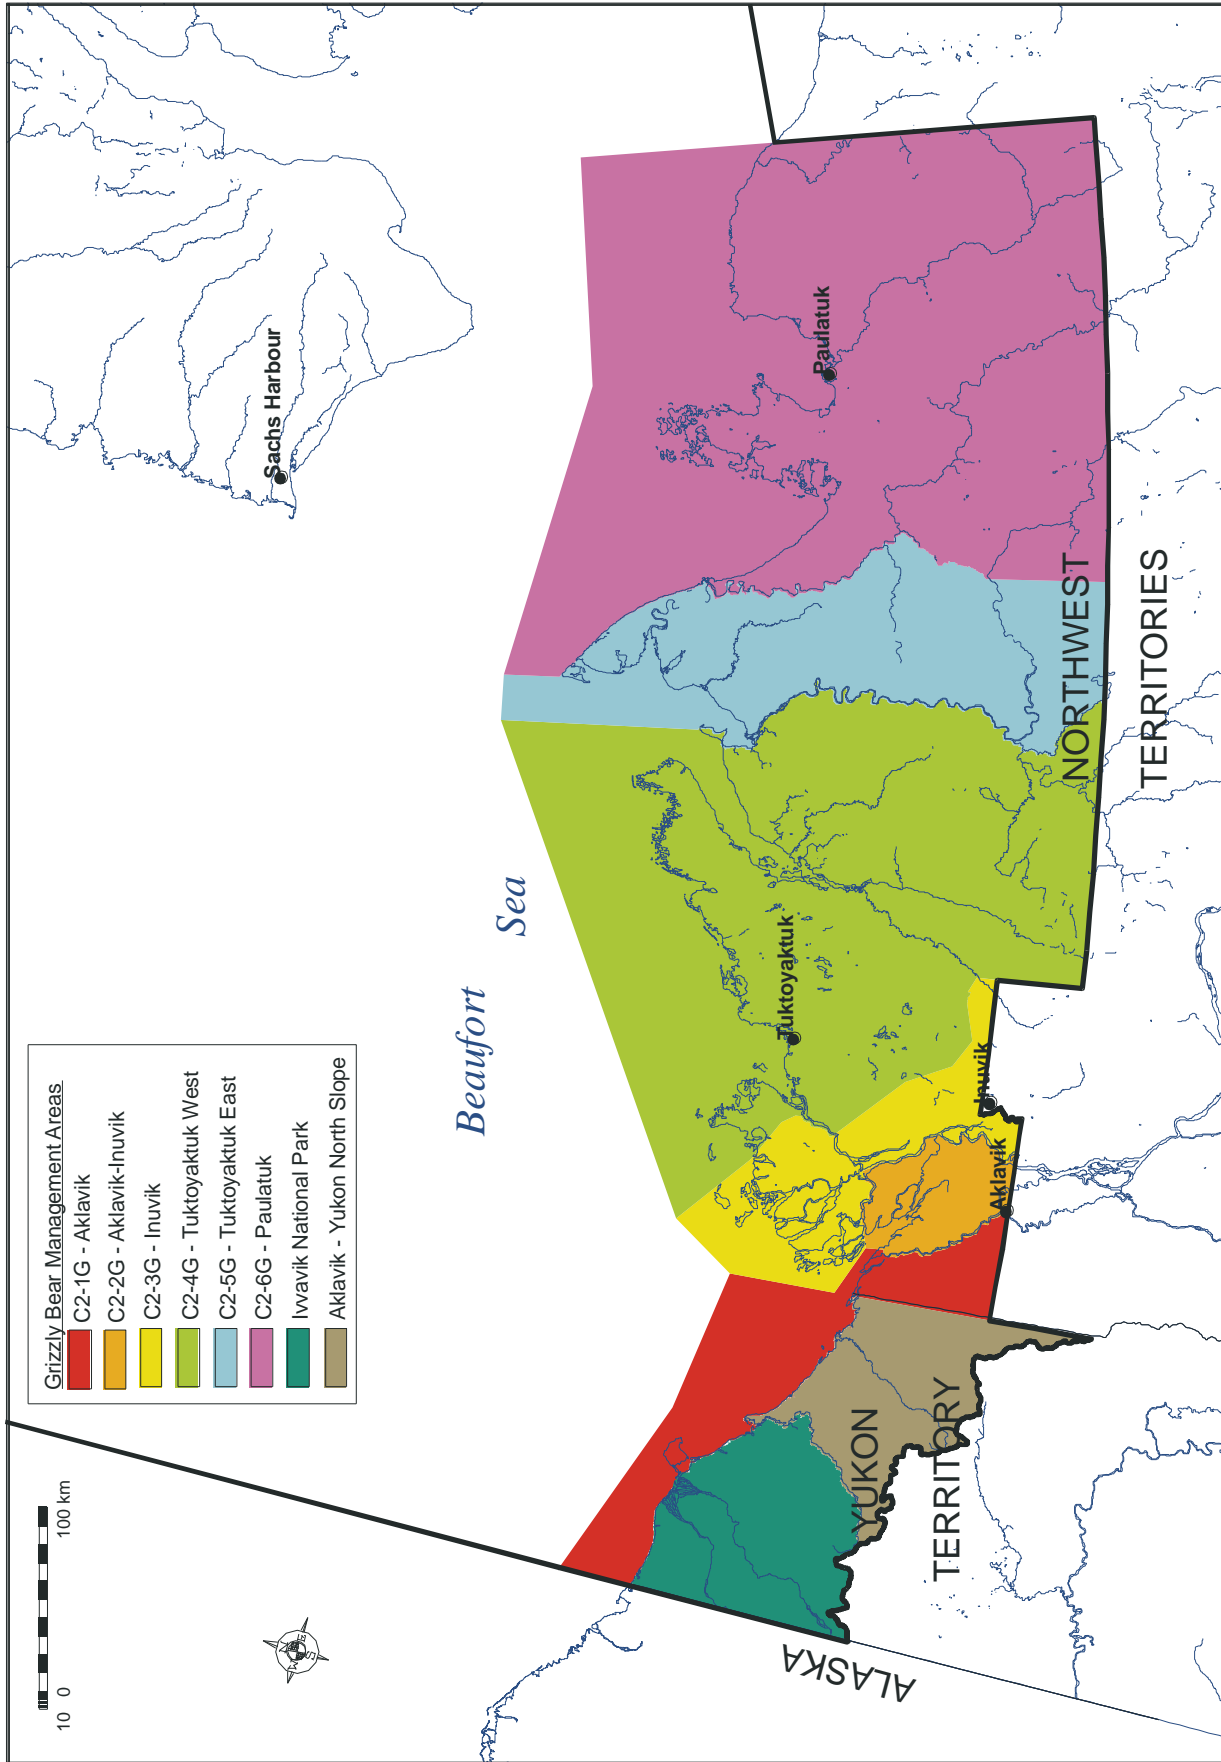 Grizzly Bear Management Areas
C2-1G - Aklavik
C2-2G - Aklavik-Inuvik
C2-3G - Inuvik
C2-4G - Tuktoyaktuk West
C2-5G - Tuktoyaktuk East
C2-6G - Paulatuk
Iwavik National Park
Aklavik - Yukon North Slope
10 0 100 km
N
E
S
W
Sachs Harbour
Beaufort
Sea
Paulatuk
Tuktoyaktuk
Inuvik
Aklavik
NORTHWEST
TERRITORIES
YUKON
TERRITORY
ALASKA